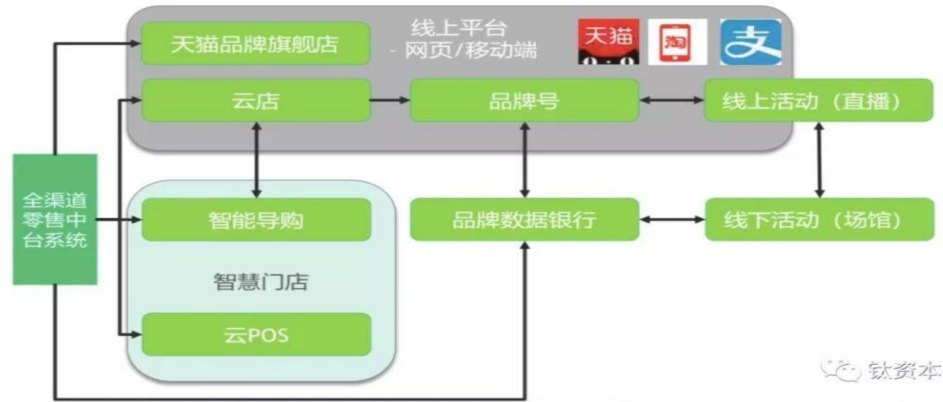 天猫品牌旗舰店
线上平台
- 网页/移动端
天猫
淘
支
云店
品牌号
线上活动（直播）
全渠道
零售中
台系统
智能导购
品牌数据银行
线下活动（场馆）
智慧门店
云POS
钛资本